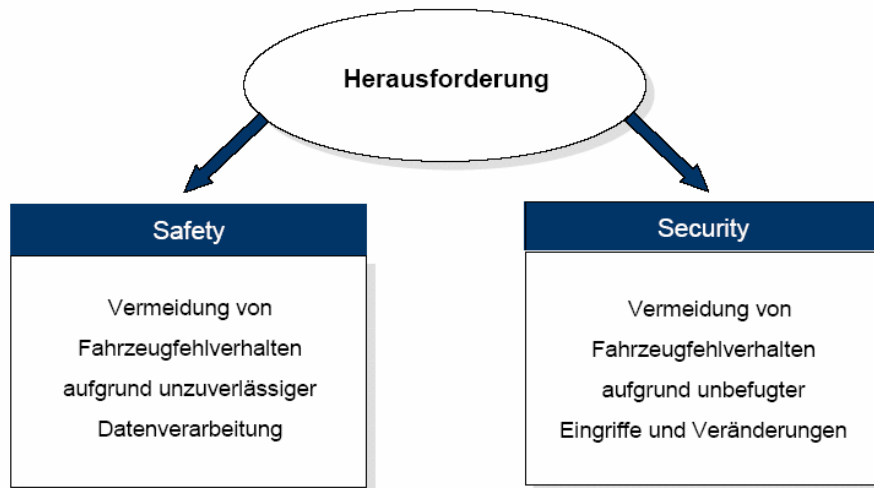 Herausforderung
Safety
Vermeidung von
Fahrzeugfehlverhalten
aufgrund unzuverlässiger
Datenverarbeitung
Security
Vermeidung von
Fahrzeugfehlverhalten
aufgrund unbefugter
Eingriffe und Veränderungen